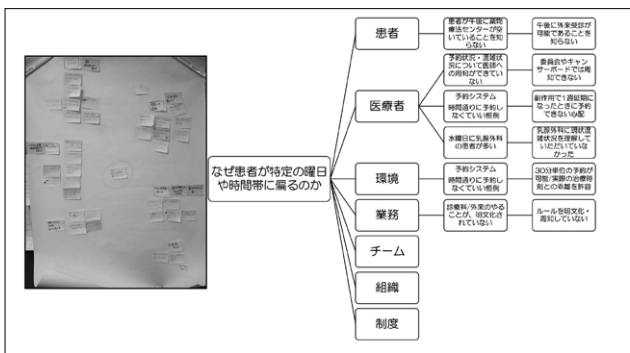 なぜ患者が特定の曜日
や時間帯に偏るのか
患者
患者が午後に薬物
療法センターが空
いていることを知ら
ない
午後に外来受診が
可能であることを
知らない
医療者
予約状況・混雑状
況について医師へ
の周知ができてい
ない
委員会やキャン
サーボードでは周
知できない
予約システム
時間通りに予約し
なくていい慣例
副作用で1週延期に
なったときに予約
できない心配
水曜日に乳腺外科
の患者が多い
乳腺外科に現状混
雑状況を理解して
いただいていな
かった
環境
予約システム
時間通りに予約し
なくていい慣例
30分単位の予約が
可能/実際の治療時
刻との乖離を許容
業務
診療科/外来のやる
ことが、明文化さ
れていない
ルールを明文化・
周知していない
チーム
組織
制度